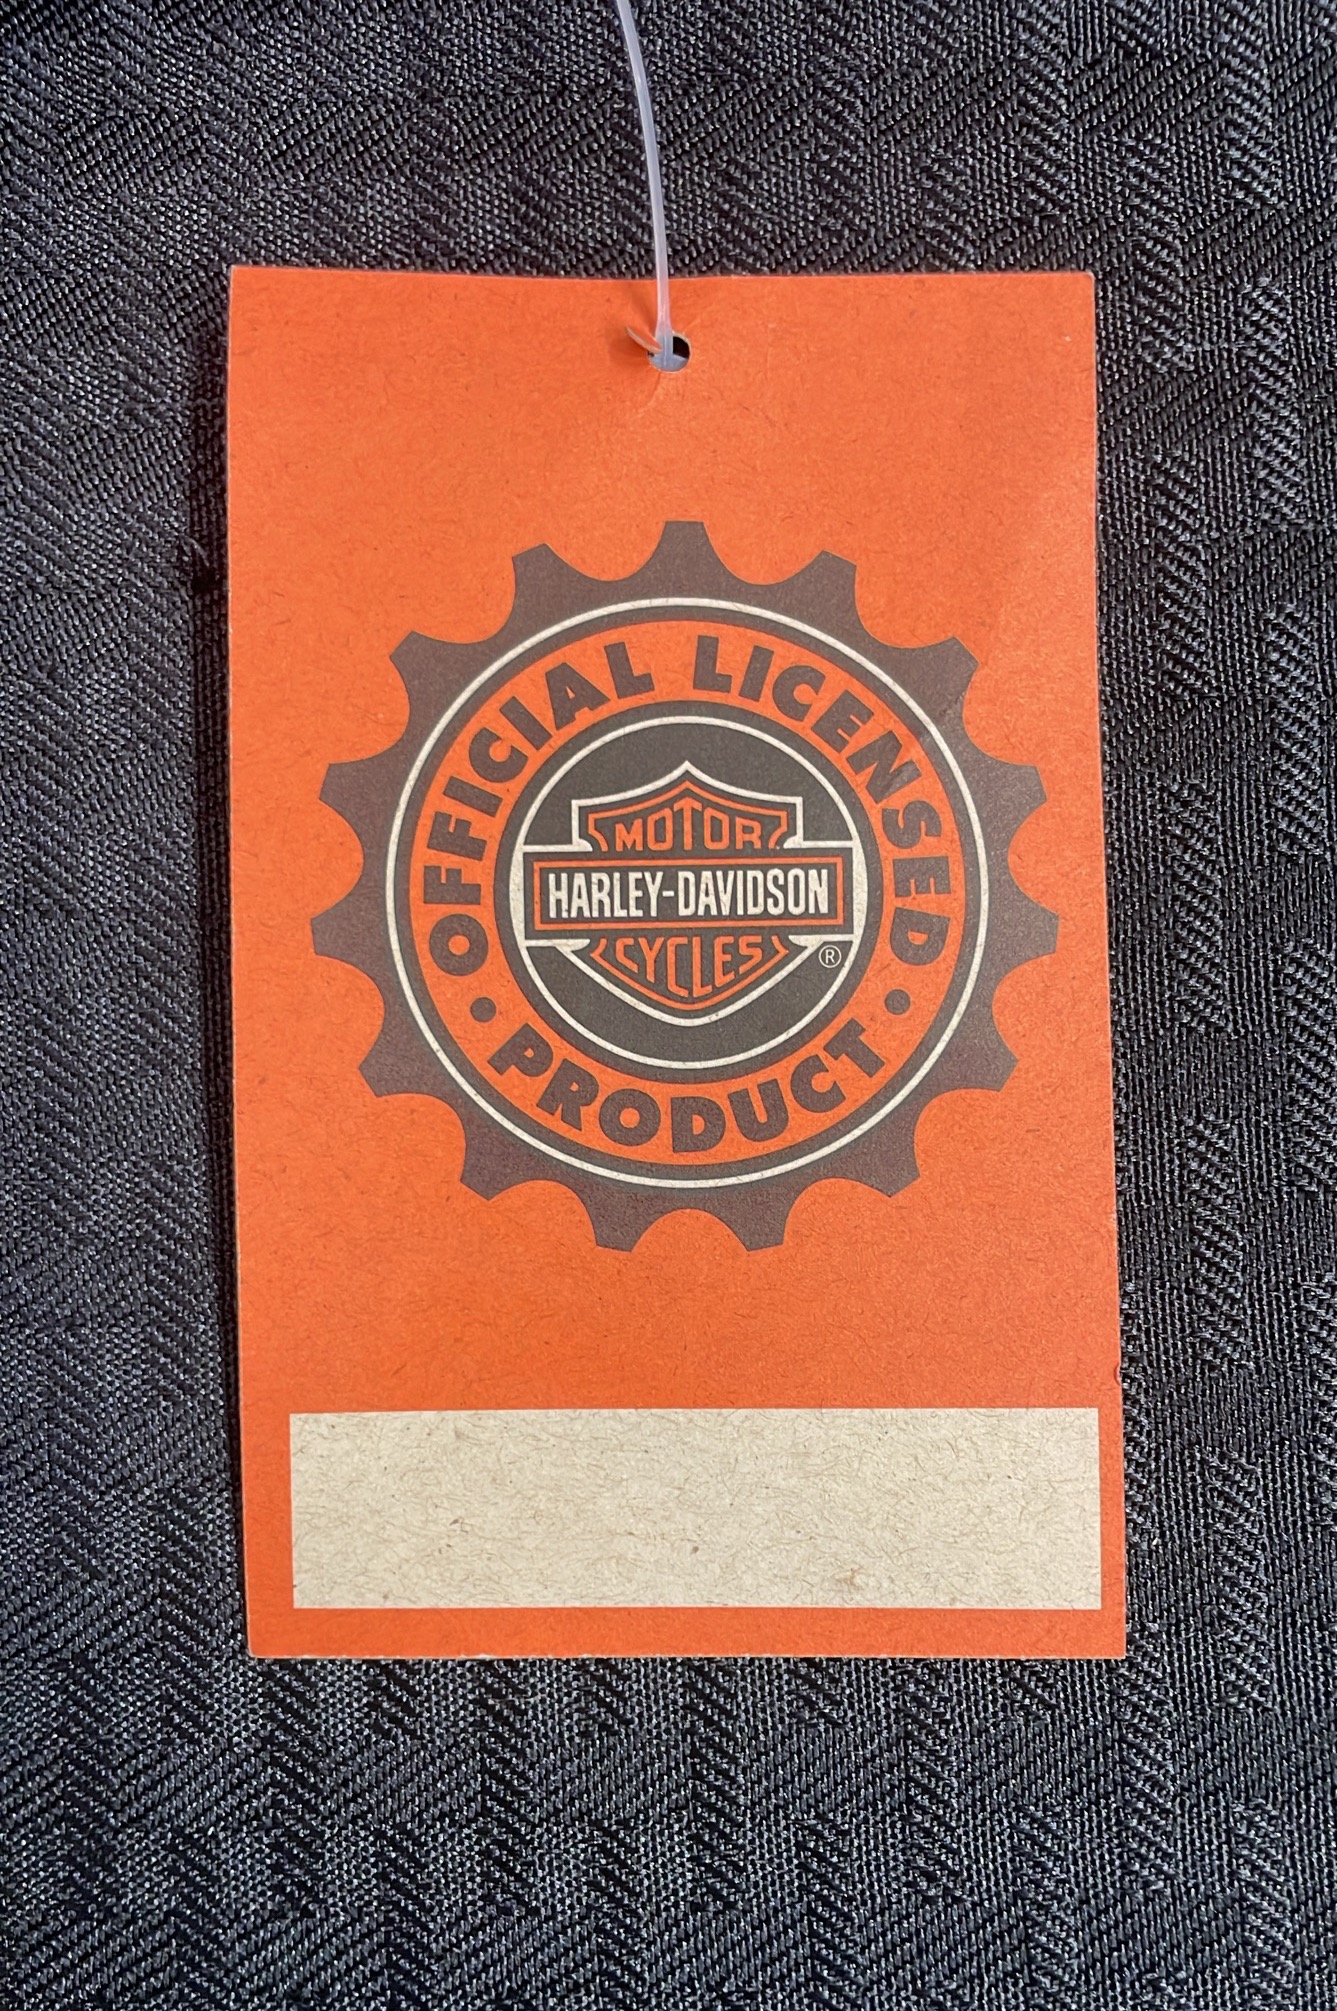 OFFICIAL LICENSED
MOTOR
HARLEY-DAVIDSON
CYCLES
®
• PRODUCT •